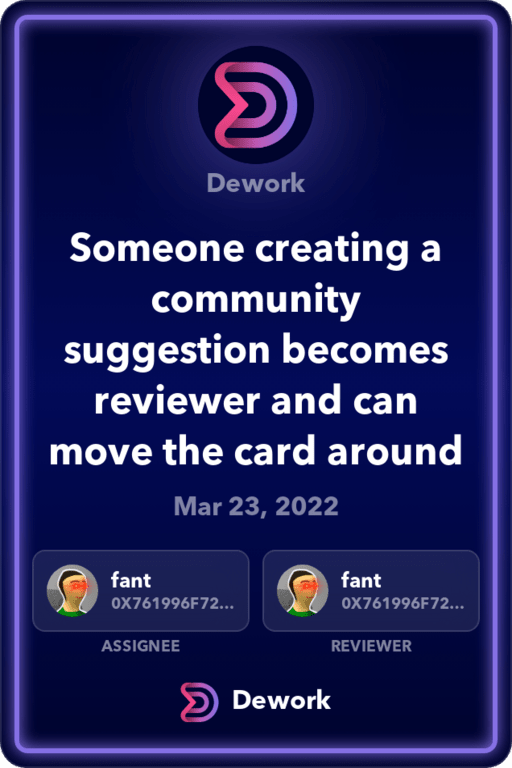 Dework
Someone creating a
community
suggestion becomes
reviewer and can
move the card around
Mar 23, 2022
fant
0X761996F72...
ASSIGNEE
fant
0X761996F72...
REVIEWER
Dework